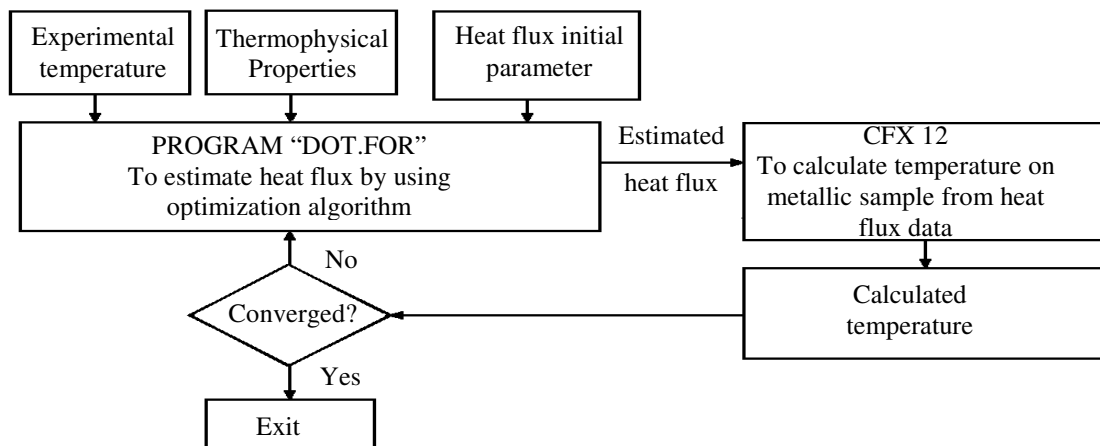 Experimental
temperature
Thermophysical
Properties
Heat flux initial
parameter
PROGRAM “DOT.FOR”
To estimate heat flux by using
optimization algorithm
Estimated
heat flux
CFX 12
To calculate temperature on
metallic sample from heat
flux data
No
Converged?
Calculated
temperature
Yes
Exit